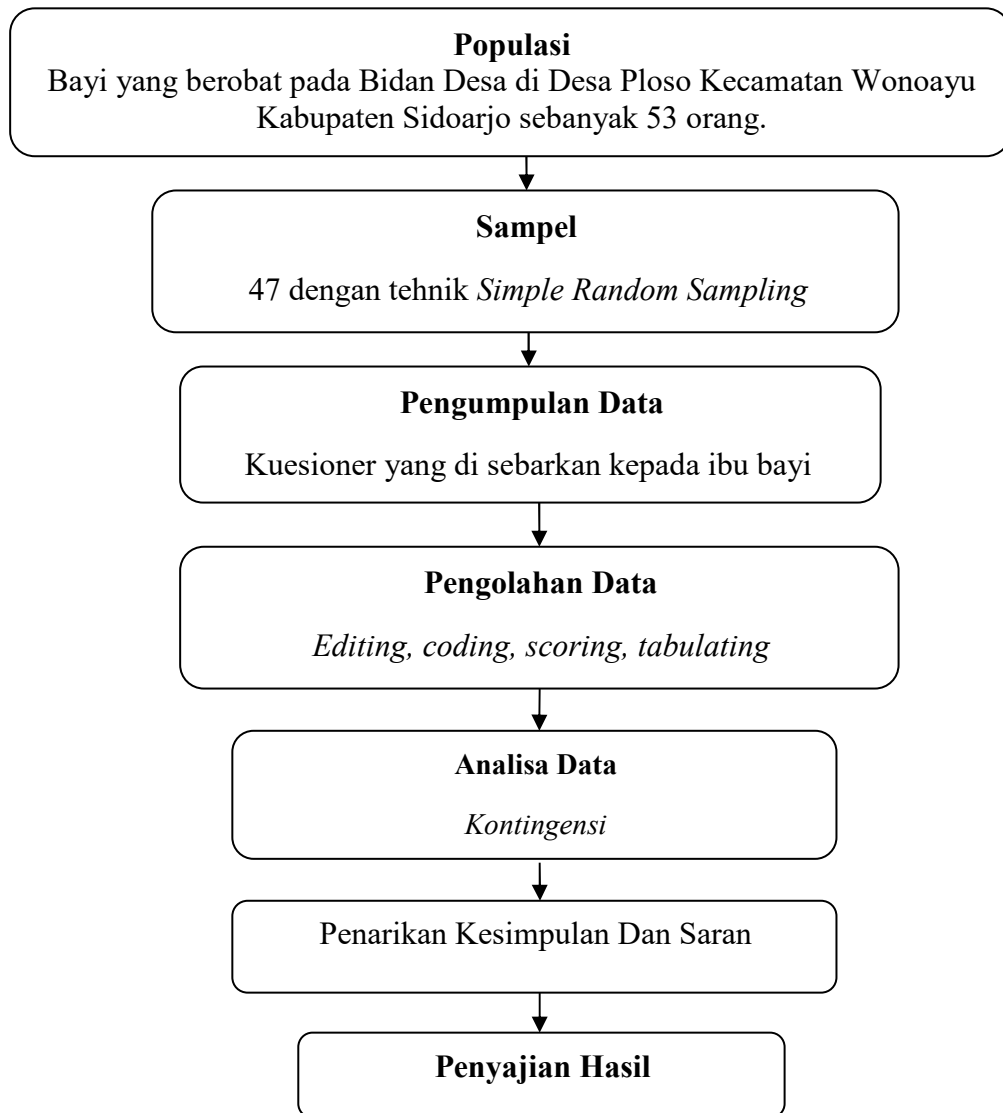 Populasi
Bayi yang berobat pada Bidan Desa di Desa Ploso Kecamatan Wonoayu
Kabupaten Sidoarjo sebanyak 53 orang.
Sampel
47 dengan tehnik Simple Random Sampling
Pengumpulan Data
Kuesioner yang di sebarkan kepada ibu bayi
Pengolahan Data
Editing, coding, scoring, tabulating
Analisa Data
Kontingensi
Penarikan Kesimpulan Dan Saran
Penyajian Hasil